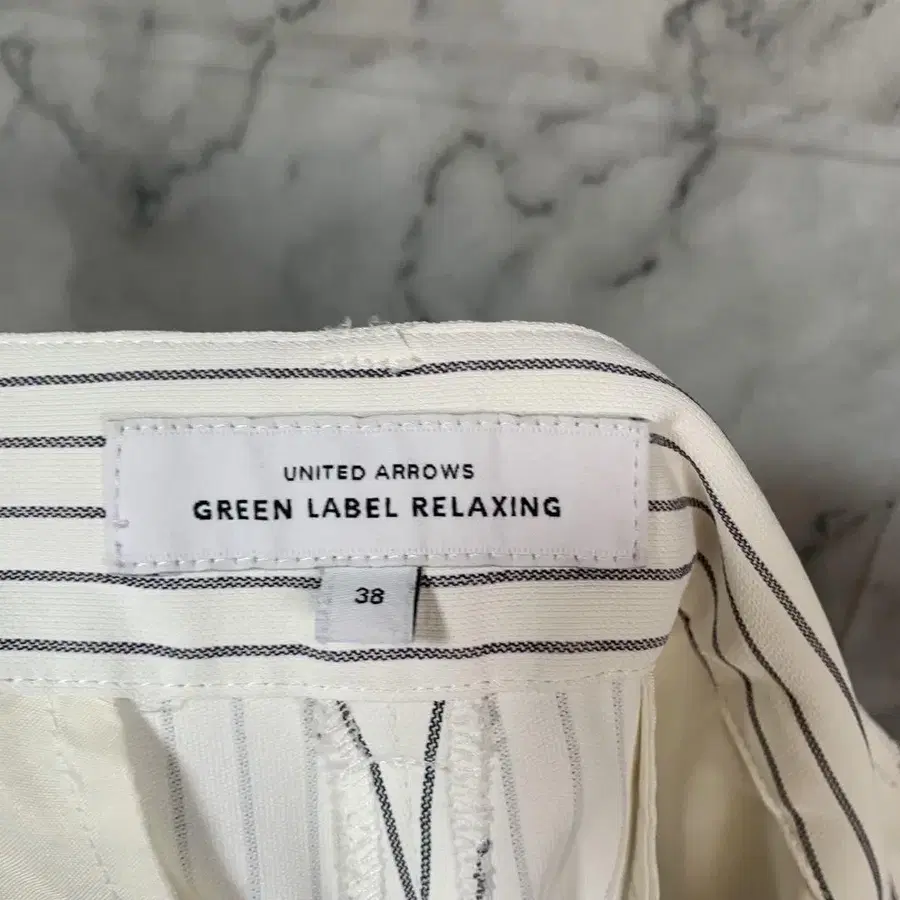 UNITED ARROWS
GREEN LABEL RELAXING
38